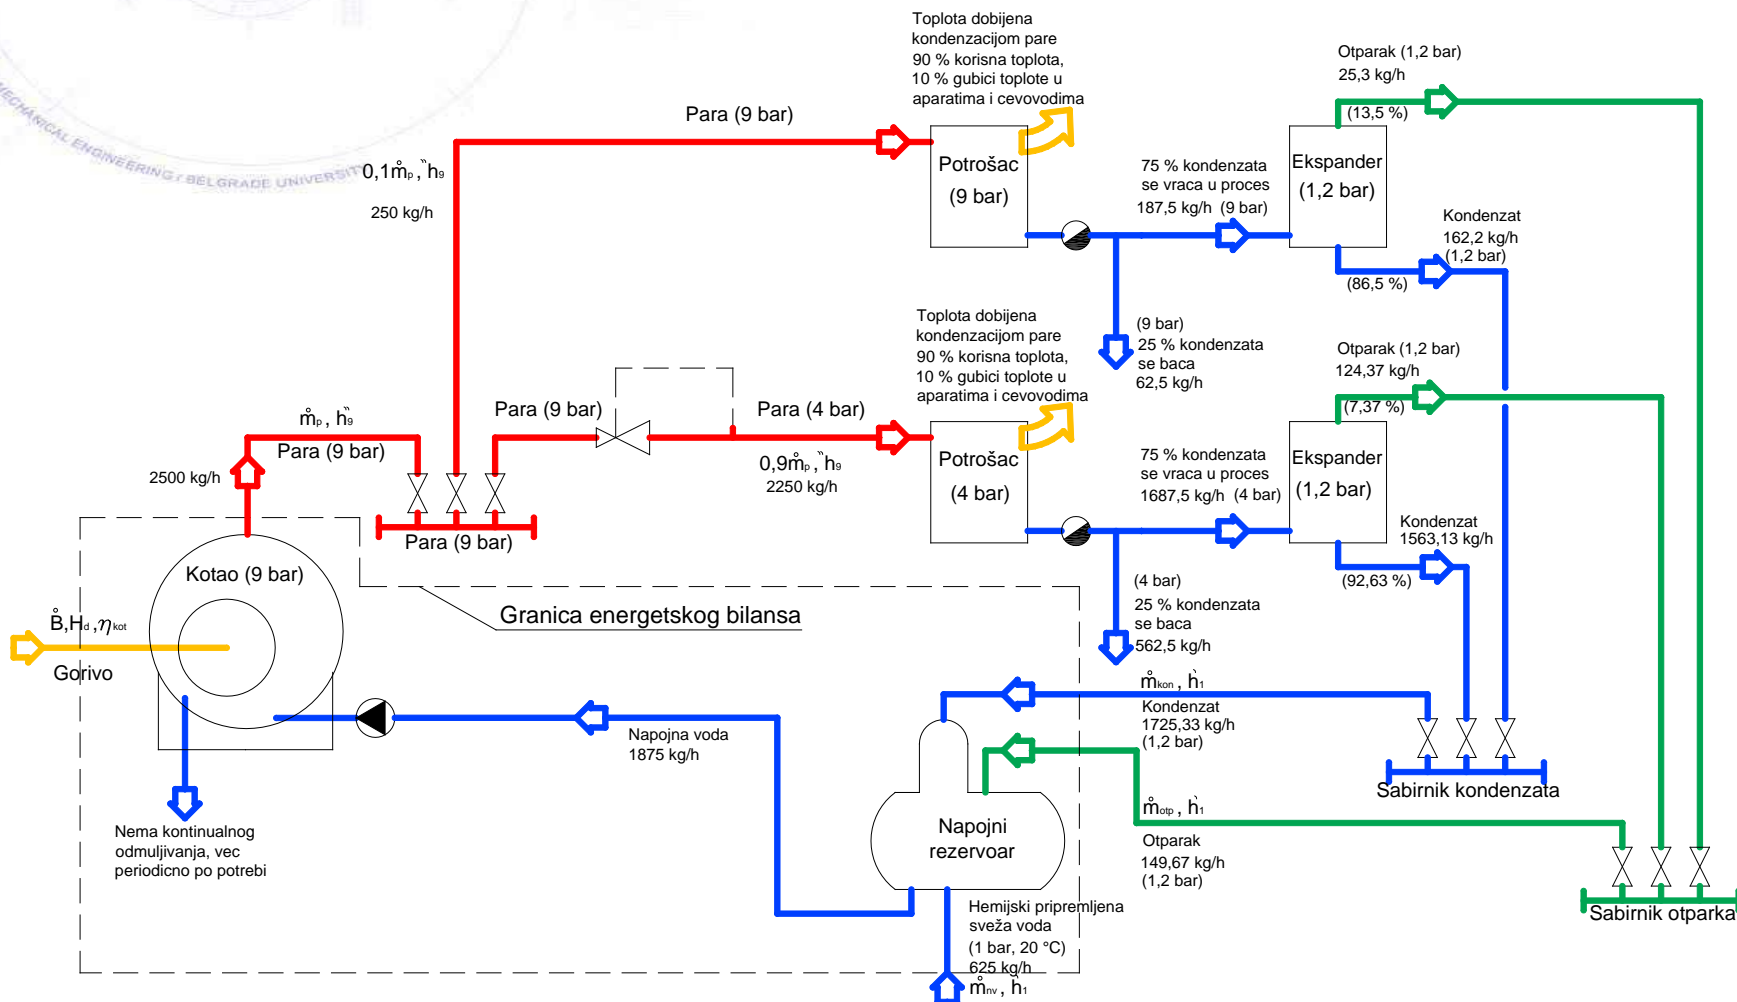 MECHANICAL ENGINEERING / BELGRADE UNIVERSITY
Toplota dobijena
kondenzacijom pare
90 % korisna toplota,
10 % gubici toplote u
aparatima i cevovodima
Otparak (1,2 bar)
25,3 kg/h
(13,5 %)
Para (9 bar)
0,1ṁp, h"9
250 kg/h
Potrošac
(9 bar)
75 % kondenzata
se vraca u proces
187,5 kg/h (9 bar)
Ekspander
(1,2 bar)
Kondenzat
162,2 kg/h
(1,2 bar)
(86,5 %)
(9 bar)
25 % kondenzata
se baca
62,5 kg/h
Toplota dobijena
kondenzacijom pare
90 % korisna toplota,
10 % gubici toplote u
aparatima i cevovodima
Otparak (1,2 bar)
124,37 kg/h
(7,37 %)
ṁp, h"9
Para (9 bar)
2500 kg/h
Para (9 bar)
Para (4 bar)
0,9ṁp, h"9
2250 kg/h
Potrošac
(4 bar)
75 % kondenzata
se vraca u proces
1687,5 kg/h (4 bar)
Ekspander
(1,2 bar)
Kondenzat
1563,13 kg/h
(92,63 %)
Para (9 bar)
Kotao (9 bar)
(4 bar)
25 % kondenzata
se baca
562,5 kg/h
Granica energetskog bilansa
Ḃ,Hd,ηkot
Gorivo
ṁkon, h'1
Kondenzat
1725,33 kg/h
(1,2 bar)
Napojna voda
1875 kg/h
Sabirnik kondenzata
ṁotp, h'1
Otparak
149,67 kg/h
(1,2 bar)
Nema kontinualnog
odmuljivanja, vec
periodicno po potrebi
Napojni
rezervoar
Sabirnik otparka
Hemijski pripremljena
sveža voda
(1 bar, 20 °C)
625 kg/h
ṁnv, h'1